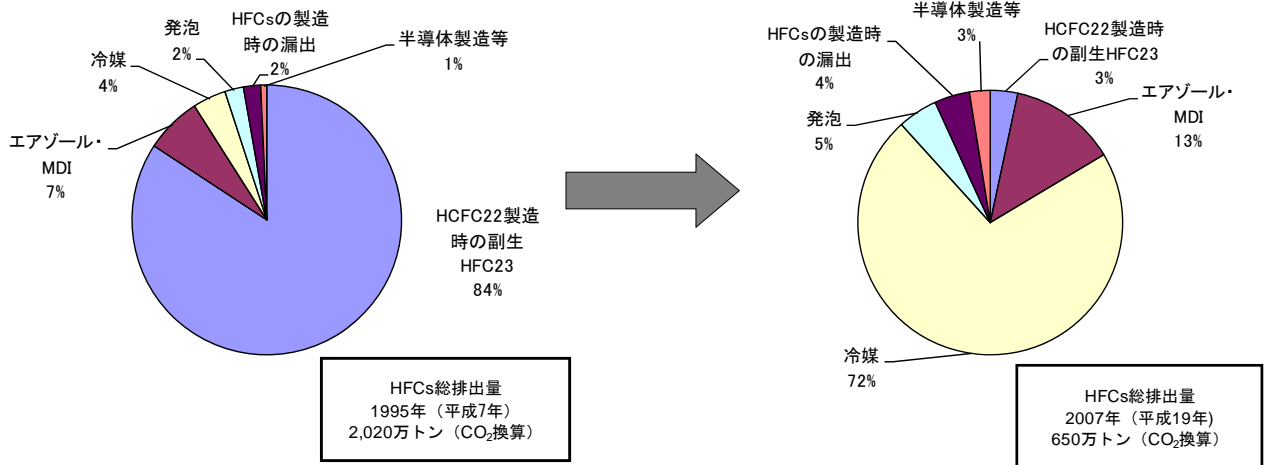 発泡
2%
HFCsの製造
時の漏出
2%
半導体製造等
1%
冷媒
4%
エアゾール・
MDI
7%
HCFC22製造
時の副生
HFC23
84%
HFCs総排出量
1995年（平成7年）
2,020万トン（CO₂換算）
半導体製造等
3%
HFCsの製造時
の漏出
4%
HCFC22製造時
の副生HFC23
3%
発泡
5%
エアゾール・
MDI
13%
冷媒
72%
HFCs総排出量
2007年（平成19年)
650万トン（CO₂換算）